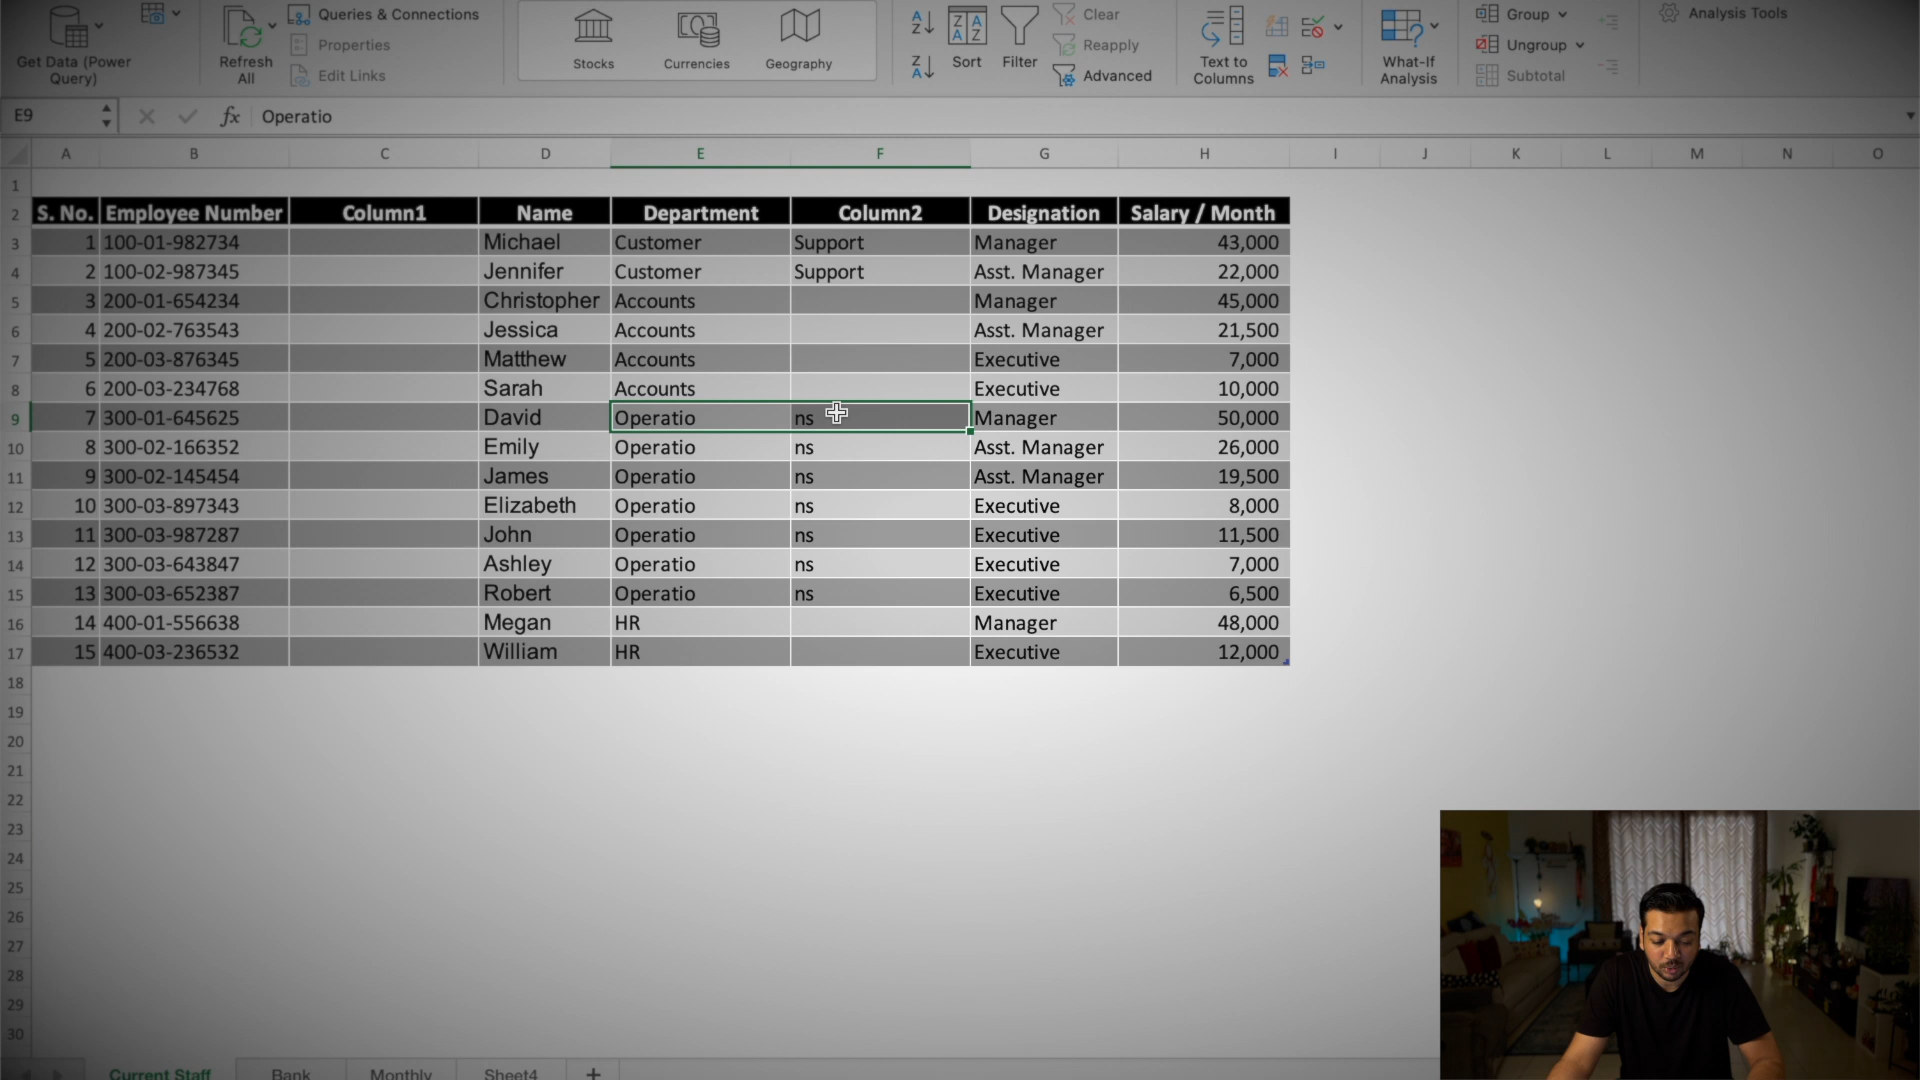 Get Data (Power Query)
Refresh All
Queries & Connections
Properties
Edit Links
Stocks
Currencies
Geography
Sort
Filter
Clear
Reapply
Advanced
Text to Columns
What-If Analysis
Group
Ungroup
Subtotal
Analysis Tools
E9 fx Operatio
A B C D E F G H I J K L M N O
1
2 S. No. Employee Number Column1 Name Department Column2 Designation Salary / Month
3 1 100-01-982734 Michael Customer Support Manager 43,000
4 2 100-02-987345 Jennifer Customer Support Asst. Manager 22,000
5 3 200-01-654234 Christopher Accounts Manager 45,000
6 4 200-02-763543 Jessica Accounts Asst. Manager 21,500
7 5 200-03-876345 Matthew Accounts Executive 7,000
8 6 200-03-234768 Sarah Accounts Executive 10,000
9 7 300-01-645625 David Operatio ns Manager 50,000
10 8 300-02-166352 Emily Operatio ns Asst. Manager 26,000
11 9 300-02-145454 James Operatio ns Asst. Manager 19,500
12 10 300-03-897343 Elizabeth Operatio ns Executive 8,000
13 11 300-03-987287 John Operatio ns Executive 11,500
14 12 300-03-643847 Ashley Operatio ns Executive 7,000
15 13 300-03-652387 Robert Operatio ns Executive 6,500
16 14 400-01-556638 Megan HR Manager 48,000
17 15 400-03-236532 William HR Executive 12,000
18
19
20
21
22
23
24
25
26
27
28
29
30
Current Staff Bank Monthly Sheet4 +